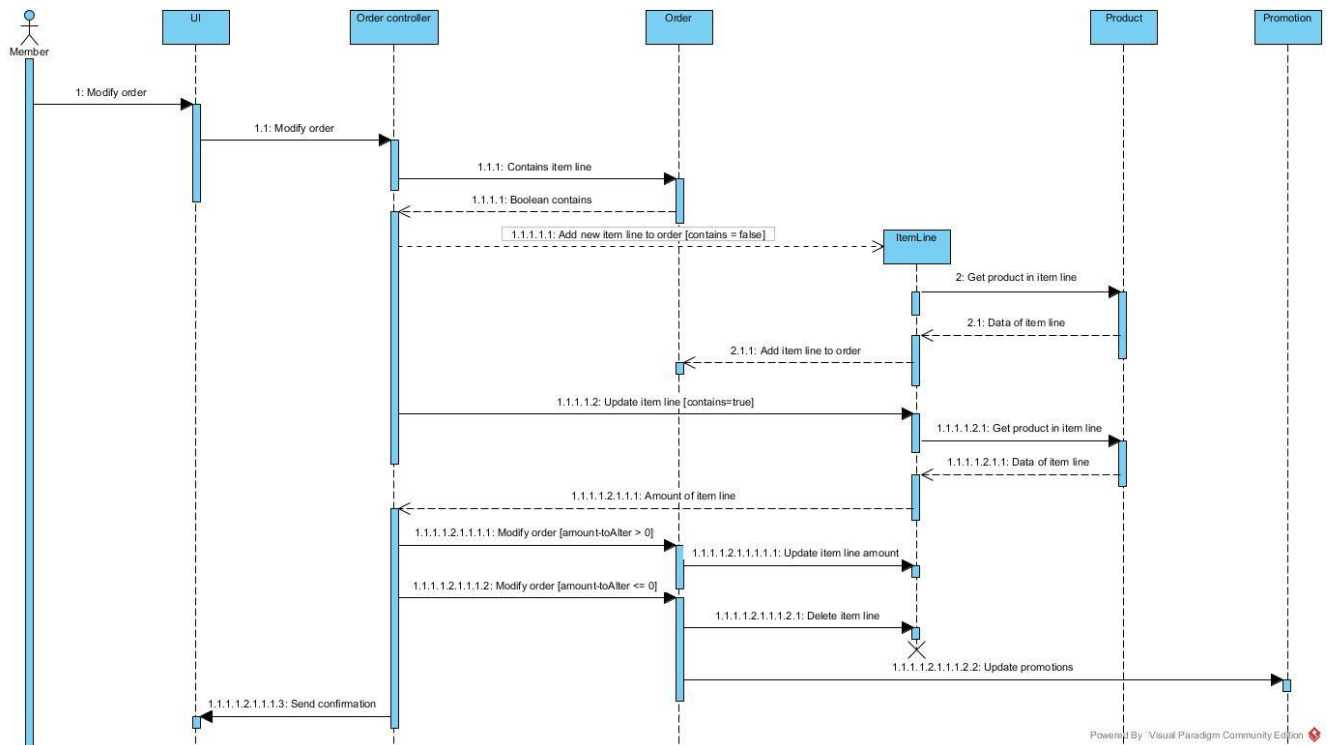 UI
Order controller
Order
Product
Promotion
Member
1: Modify order
1.1: Modify order
1.1.1: Contains item line
1.1.1.1: Boolean contains
1.1.1.1.1: Add new item line to order [contains = false]
ItemLine
2: Get product in item line
2.1: Data of item line
2.1.1: Add item line to order
1.1.1.1.2: Update item line [contains=true]
1.1.1.1.2.1: Get product in item line
1.1.1.1.2.1.1: Data of item line
1.1.1.1.2.1.1.1: Amount of item line
1.1.1.1.2.1.1.1.1: Modify order [amount-toAlter > 0]
1.1.1.1.2.1.1.1.1.1: Update item line amount
1.1.1.1.2.1.1.1.2: Modify order [amount-toAlter <= 0]
1.1.1.1.2.1.1.1.2.1: Delete item line
1.1.1.1.2.1.1.1.2.2: Update promotions
1.1.1.1.2.1.1.1.3: Send confirmation
Powered By Visual Paradigm Community Edition